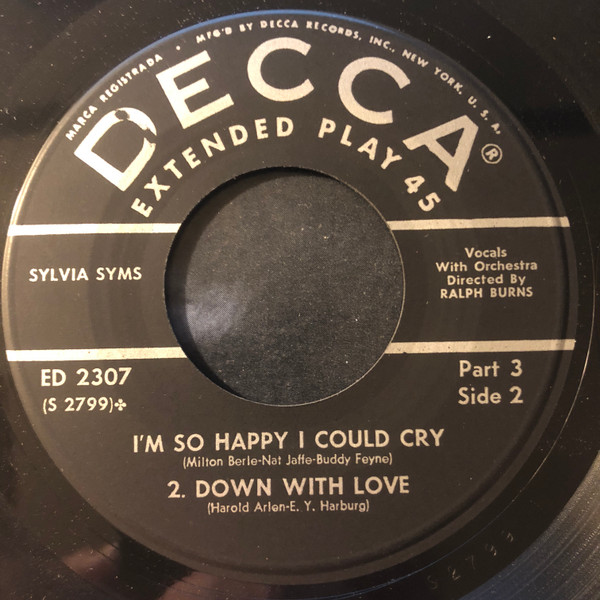 MARCA REGISTRADA • MFG'D BY DECCA RECORDS, INC., NEW YORK, U. S. A.
DECCA®
EXTENDED PLAY 45
SYLVIA SYMS
Vocals
With Orchestra
Directed By
RALPH BURNS
ED 2307
(S 2799)✤
Part 3
Side 2
I'M SO HAPPY I COULD CRY
(Milton Berle-Nat Jaffe-Buddy Feyne)
2. DOWN WITH LOVE
(Harold Arlen-E. Y. Harburg)
S 2799